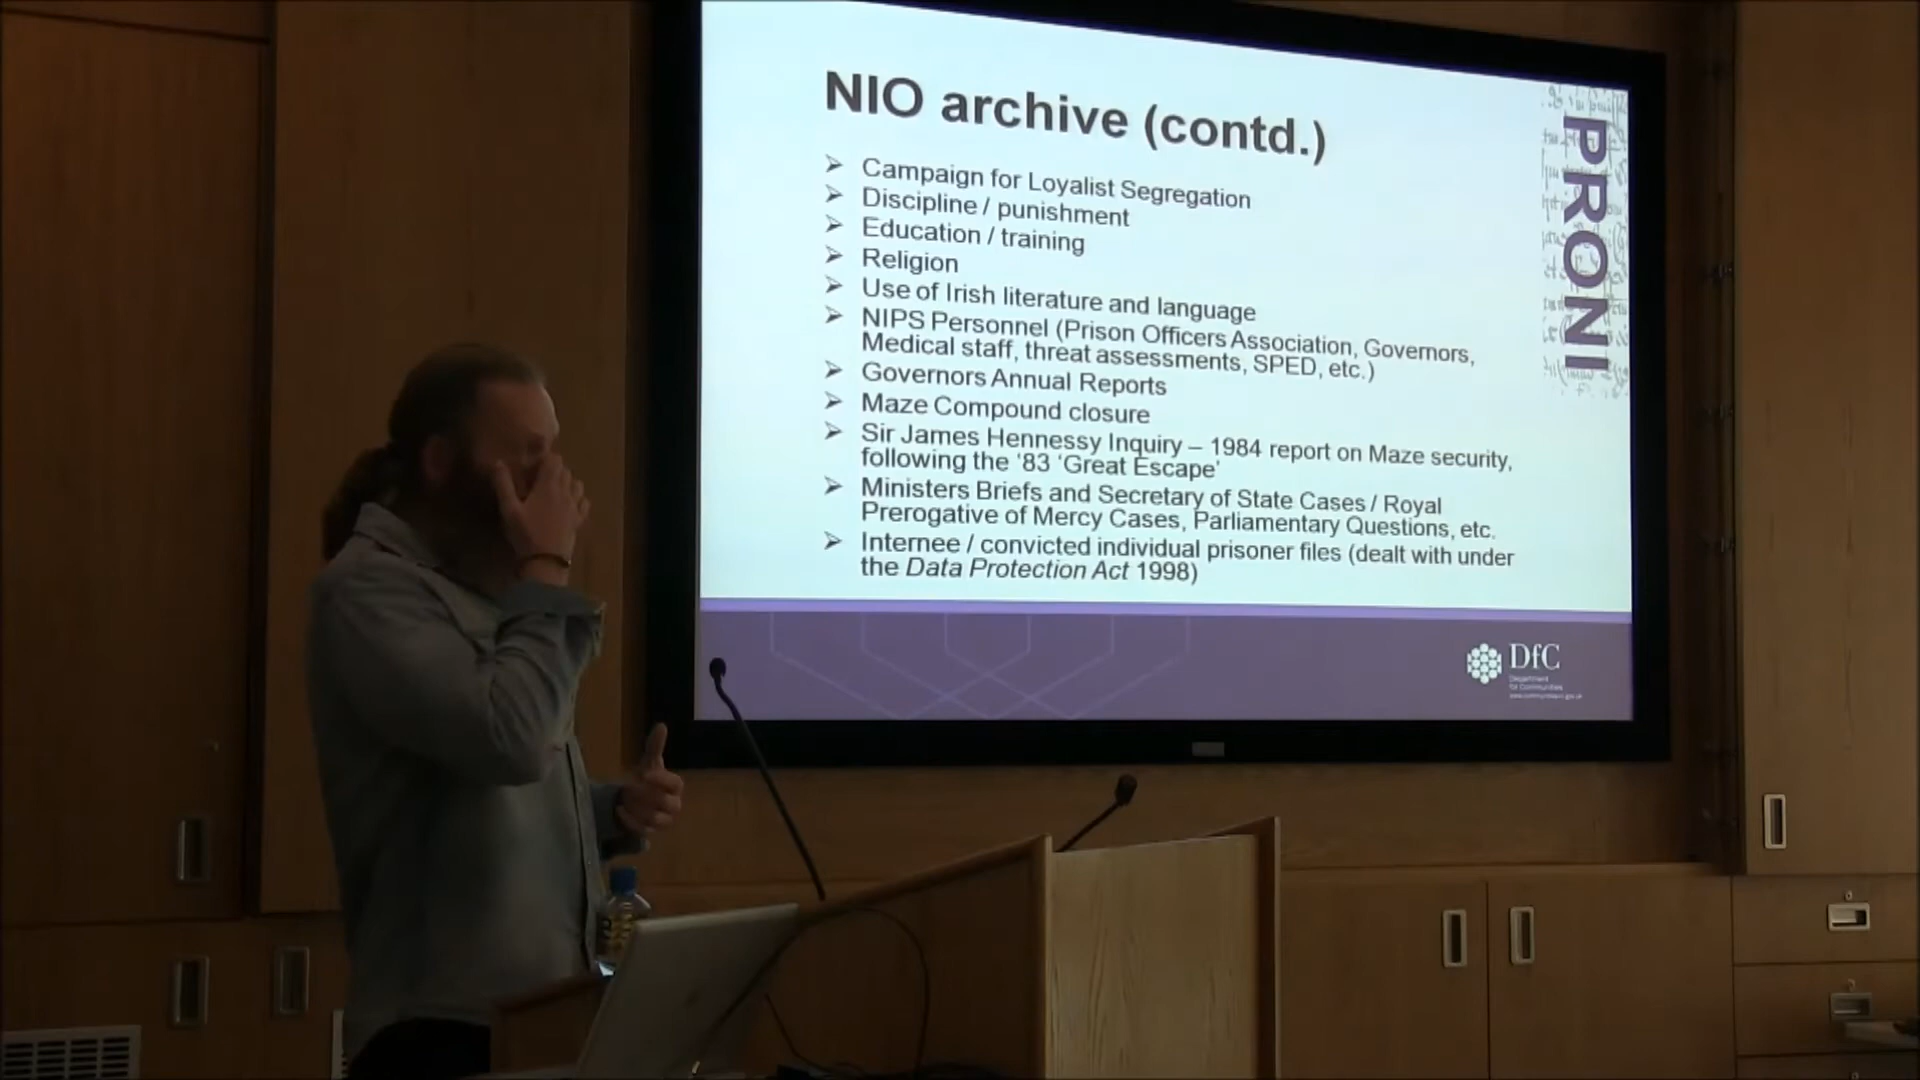 NIO archive (contd.)
➢ Campaign for Loyalist Segregation
➢ Discipline / punishment
➢ Education / training
➢ Religion
➢ Use of Irish literature and language
➢ NIPS Personnel (Prison Officers Association, Governors,
Medical staff, threat assessments, SPED, etc.)
➢ Governors Annual Reports
➢ Maze Compound closure
➢ Sir James Hennessy Inquiry – 1984 report on Maze security,
following the ‘83 ‘Great Escape’
➢ Ministers Briefs and Secretary of State Cases / Royal
Prerogative of Mercy Cases, Parliamentary Questions, etc.
➢ Internee / convicted individual prisoner files (dealt with under
the Data Protection Act 1998)
PRONI
DfC
Department
for Communities